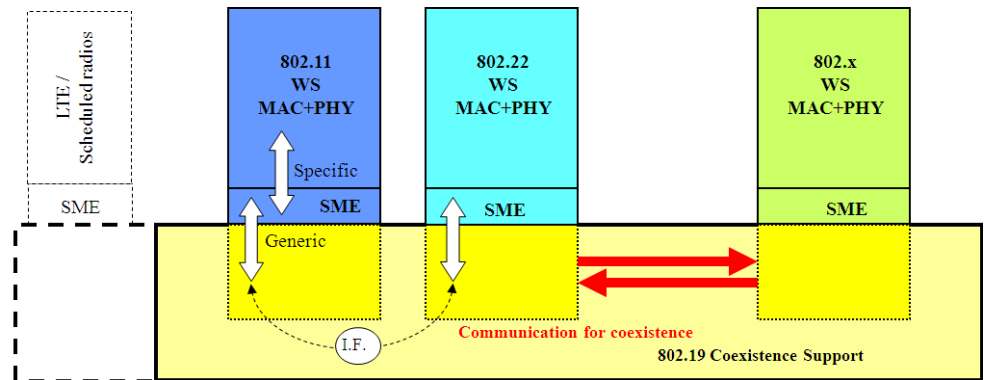 LTE /
Scheduled radios
SME
802.11
WS
MAC+PHY
Specific
SME
Generic
802.22
WS
MAC+PHY
SME
802.x
WS
MAC+PHY
SME
I.F.
Communication for coexistence
802.19 Coexistence Support